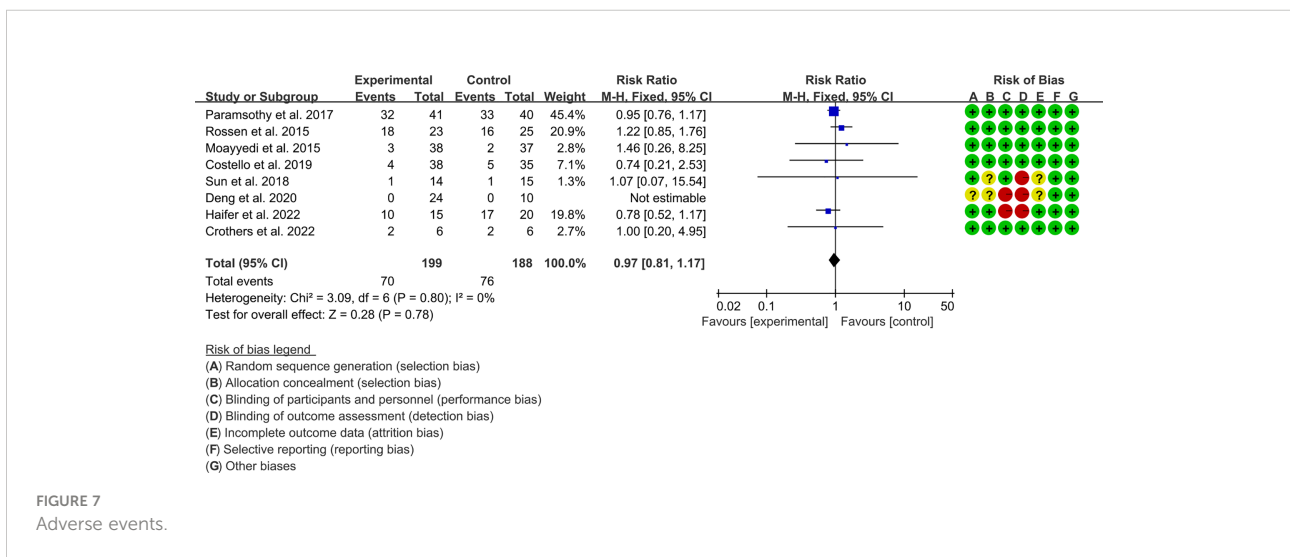 Experimental Control Risk Ratio Risk Ratio Risk of Bias
Study or Subgroup Events Total Events Total Weight M-H. Fixed. 95% CI M-H. Fixed. 95% CI A B C D E F G
Paramsothy et al. 2017 32 41 33 40 45.4% 0.95 [0.76, 1.17] + + + + + + +
Rossen et al. 2015 18 23 16 25 20.9% 1.22 [0.85, 1.76] + + + + + + +
Moayyedi et al. 2015 3 38 2 37 2.8% 1.46 [0.26, 8.25] + + + + + + +
Costello et al. 2019 4 38 5 35 7.1% 0.74 [0.21, 2.53] + + + + + + +
Sun et al. 2018 1 14 1 15 1.3% 1.07 [0.07, 15.54] + ? + - ? + +
Deng et al. 2020 0 24 0 10 Not estimable ? ? - - ? + +
Haifer et al. 2022 10 15 17 20 19.8% 0.78 [0.52, 1.17] + + - - + + +
Crothers et al. 2022 2 6 2 6 2.7% 1.00 [0.20, 4.95] + + + + + + +
Total (95% CI) 199 188 100.0% 0.97 [0.81, 1.17]
Total events 70 76
Heterogeneity: Chi² = 3.09, df = 6 (P = 0.80); I² = 0%
Test for overall effect: Z = 0.28 (P = 0.78)
0.02 0.1 1 10 50
Favours [experimental] Favours [control]
Risk of bias legend
(A) Random sequence generation (selection bias)
(B) Allocation concealment (selection bias)
(C) Blinding of participants and personnel (performance bias)
(D) Blinding of outcome assessment (detection bias)
(E) Incomplete outcome data (attrition bias)
(F) Selective reporting (reporting bias)
(G) Other biases
FIGURE 7
Adverse events.